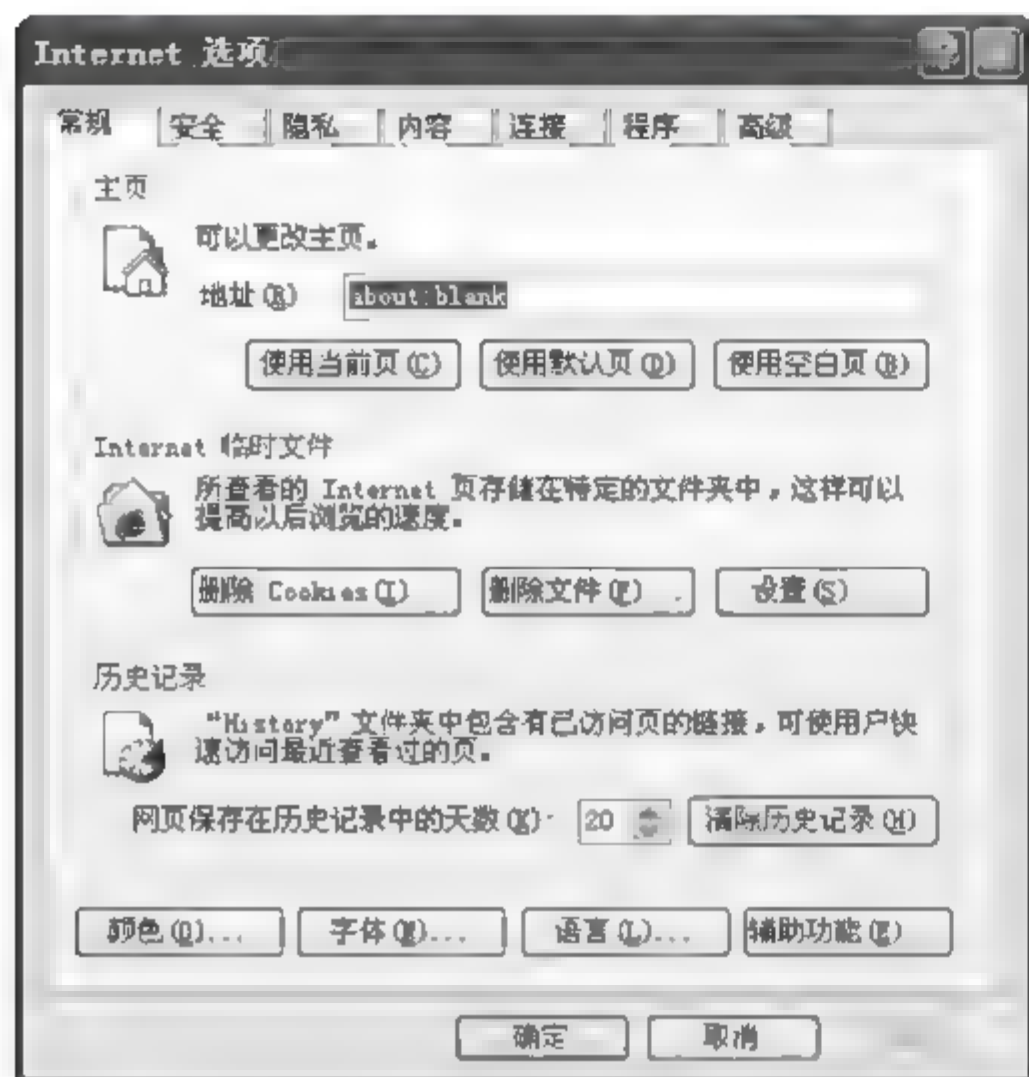 Internet 选项
常规 安全 隐私 内容 连接 程序 高级
主页
可以更改主页。
地址(R) about:blank
使用当前页(C) 使用默认页(D) 使用空白页(B)
Internet 临时文件
所查看的 Internet 页存储在特定的文件夹中，这样可以
提高以后浏览的速度。
删除 Cookies(I) 删除文件(F) 设置(S)
历史记录
“History”文件夹中包含有已访问页的链接，可使用户快
速访问最近查看过的页。
网页保存在历史记录中的天数(K): 20 清除历史记录(H)
颜色(O)... 字体(N)... 语言(L)... 辅助功能(E)
确定 取消